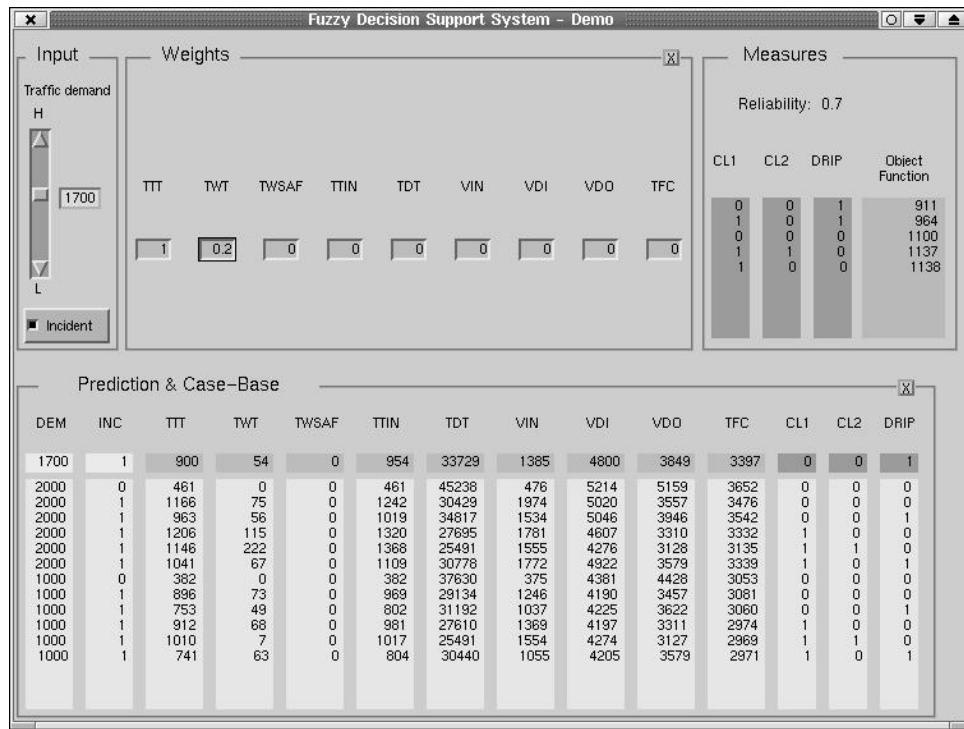 Fuzzy Decision Support System - Demo
Input
Weights
X
Measures
Traffic demand
H
1700
L
Incident
TTT TWT TWSAF TTIN TDT VIN VDI VDO TFC
1 0.2 0 0 0 0 0 0 0
Reliability: 0.7
CL1 CL2 DRIP Object Function
0 0 1 911
1 0 1 964
0 0 0 1100
1 1 0 1137
1 0 0 1138
Prediction & Case-Base
X
DEM INC TTT TWT TWSAF TTIN TDT VIN VDI VDO TFC CL1 CL2 DRIP
1700 1 900 54 0 954 33729 1385 4800 3849 3397 0 0 1
2000 0 461 0 0 461 45238 476 5214 5159 3652 0 0 0
2000 1 1166 75 0 1242 30429 1974 5020 3557 3476 0 0 0
2000 1 963 56 0 1019 34817 1534 5046 3946 3542 0 0 1
2000 1 1206 115 0 1320 27695 1781 4607 3310 3332 1 0 0
2000 1 1146 222 0 1368 25491 1555 4276 3128 3135 1 1 0
2000 1 1041 67 0 1109 30778 1772 4922 3579 3339 1 0 1
1000 0 382 0 0 382 37630 375 4381 4428 3053 0 0 0
1000 1 896 73 0 969 29134 1246 4190 3457 3081 0 0 0
1000 1 753 49 0 802 31192 1037 4225 3622 3060 0 0 1
1000 1 912 68 0 981 27610 1369 4197 3311 2974 1 0 0
1000 1 1010 7 0 1017 25491 1554 4274 3127 2969 1 1 0
1000 1 741 63 0 804 30440 1055 4205 3579 2971 1 0 1